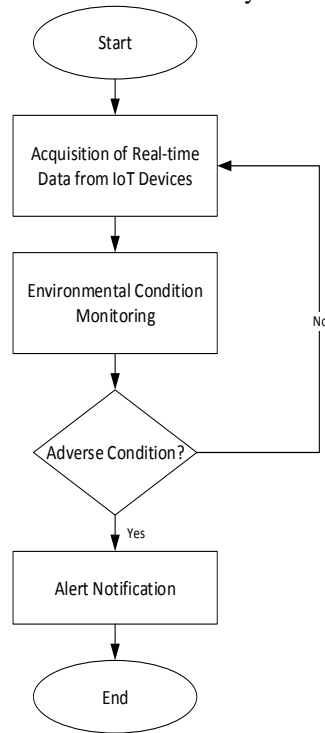 Start
Acquisition of Real-time
Data from IoT Devices
Environmental Condition
Monitoring
No
Adverse Condition?
Yes
Alert Notification
End